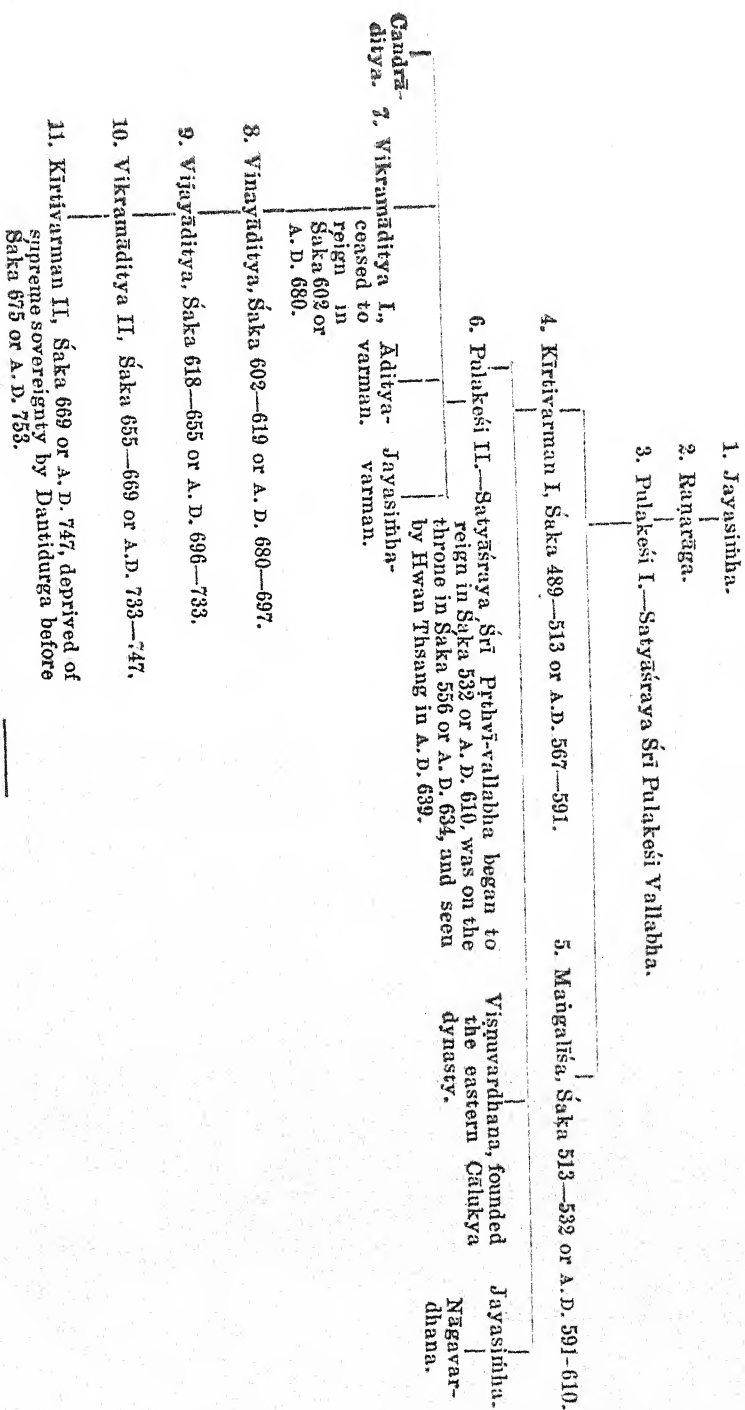 1. Jayasiṁha.
2. Raṇarāga.
3. Pulakeśi I.—Satyāśraya Śrī Pulakeśi Vallabha.
4. Kīrtivarman I, Śaka 489—513 or A.D. 567—591.
5. Maṅgalīśa, Śaka 513—532 or A.D. 591-610.
6. Pulakeśi II.—Satyāśraya Śrī Pṛthvī-vallabha began to
reign in Śaka 532 or A. D. 610, was on the
throne in Śaka 556 or A. D. 634, and seen
by Hwan Thsang in A. D. 639.
Viṣṇuvardhana, founded
the eastern Cālukya
dynasty.
Jayasiṁha.
Nāgavar-
dhana.
Candrā-
ditya.
7. Vikramāditya I.,
ceased to
reign in
Śaka 602 or
A. D. 680.
Āditya-
varman.
Jayasiṁha-
varman.
8. Vinayāditya, Śaka 602—619 or A. D. 680—697.
9. Vijayāditya, Śaka 618—655 or A. D. 696—733.
10. Vikramāditya II, Śaka 655—669 or A.D. 733—747.
11. Kīrtivarman II, Śaka 669 or A. D. 747, deprived of
supreme sovereignty by Dantidurga before
Śaka 675 or A. D. 753.